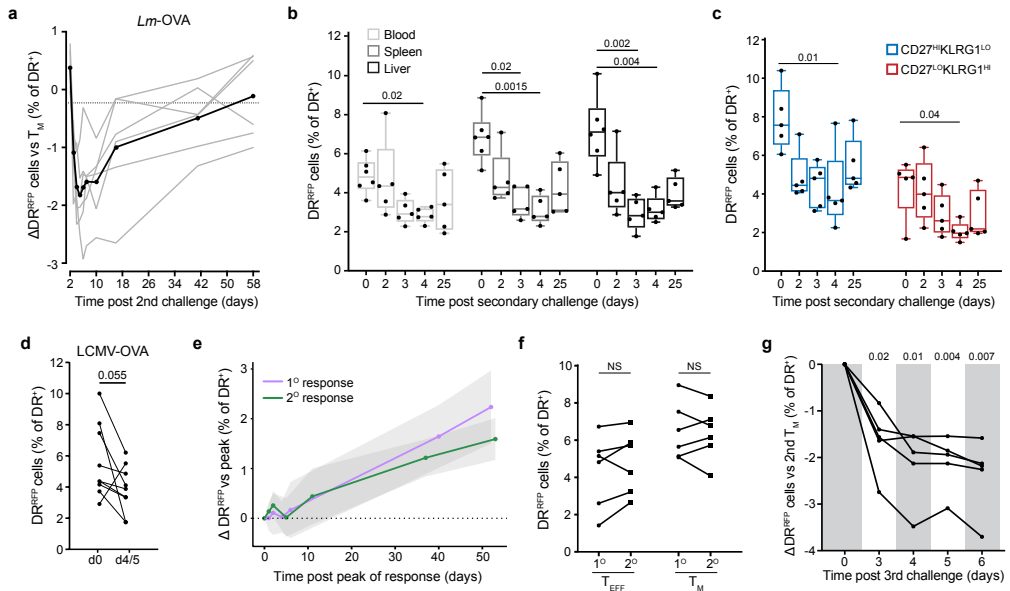 a
Lm-OVA
ΔDRᴿᶠᴾ cells vs T_M (% of DR⁺)
1
0
-1
-2
-3
2
10
18
26
34
42
50
58
Time post 2nd challenge (days)
b
Blood
Spleen
Liver
DRᴿᶠᴾ cells (% of DR⁺)
12
10
8
6
4
2
0
0.02
0.02
0.0015
0.002
0.004
0 2 3 4 25
0 2 3 4 25
0 2 3 4 25
Time post secondary challenge (days)
c
CD27ᴴᴵKLRG1ᴸᴼ
CD27ᴸᴼKLRG1ᴴᴵ
DRᴿᶠᴾ cells (% of DR⁺)
12
10
8
6
4
2
0
0.01
0.04
0 2 3 4 25
0 2 3 4 25
Time post secondary challenge (days)
d
LCMV-OVA
0.055
DRᴿᶠᴾ cells (% of DR⁺)
12
10
8
6
4
2
0
d0
d4/5
e
1º response
2º response
Δ DRᴿᶠᴾ vs peak (% of DR⁺)
3
2
1
0
0
10
20
30
40
50
Time post peak of response (days)
f
NS
NS
DRᴿᶠᴾ cells (% of DR⁺)
10
8
6
4
2
0
1º 2º
1º 2º
T_EFF
T_M
g
0.02
0.01
0.004
0.007
ΔDRᴿᶠᴾ cells vs 2nd T_M (% of DR⁺)
0
-1
-2
-3
-4
0
3
4
5
6
Time post 3rd challenge (days)